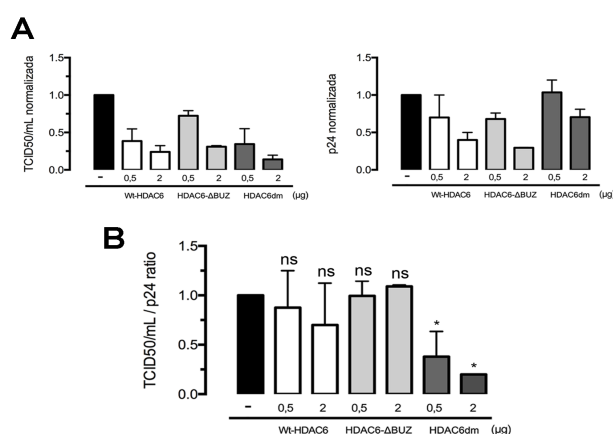 A
TCID50/mL normalizada
1.5
1.0
0.5
0.0
-
0,5
2
0,5
2
0,5
2
Wt-HDAC6
HDAC6-ΔBUZ
HDAC6dm
(µg)
p24 normalizada
1.5
1.0
0.5
0.0
-
0,5
2
0,5
2
0,5
2
Wt-HDAC6
HDAC6-ΔBUZ
HDAC6dm
(µg)
B
TCID50/mL / p24 ratio
1.5
1.0
0.5
0.0
ns
ns
ns
ns
*
*
-
0,5
2
0,5
2
0,5
2
Wt-HDAC6
HDAC6-ΔBUZ
HDAC6dm
(µg)